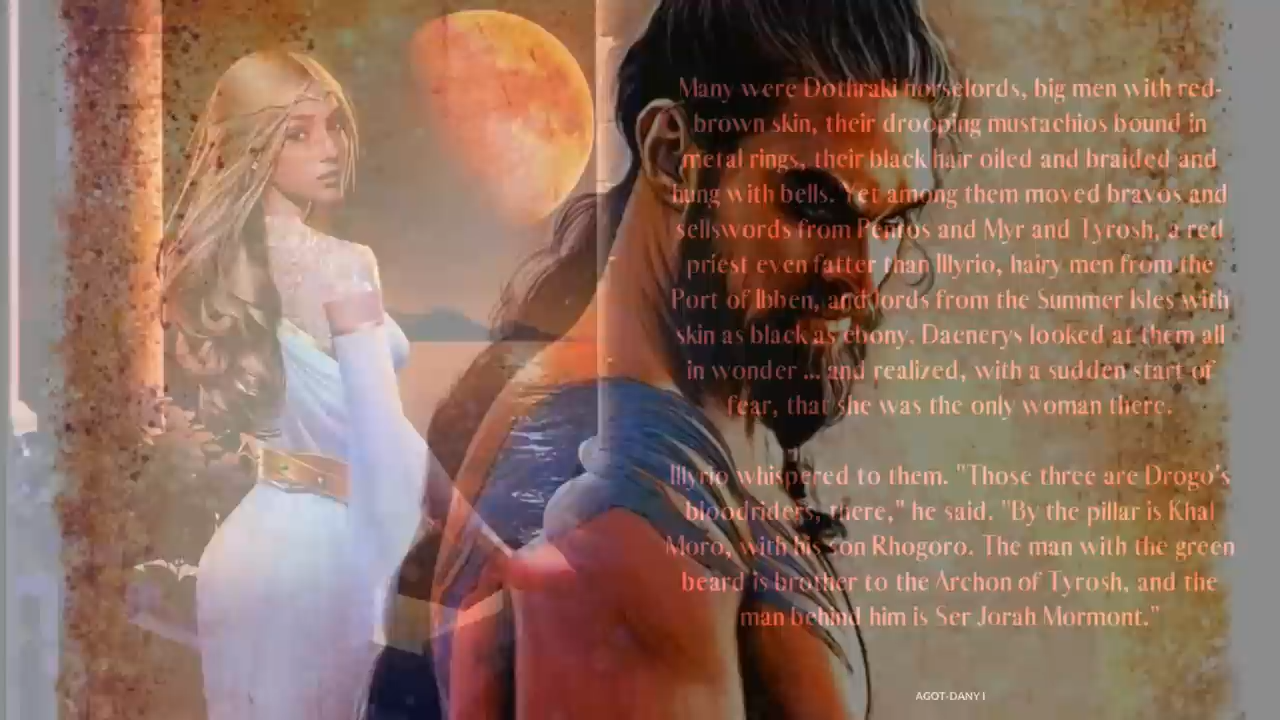 Many were Dothraki horselords, big men with red-
brown skin, their drooping mustachios bound in
metal rings, their black hair oiled and braided and
hung with bells. Yet among them moved bravos and
sellswords from Pentos and Myr and Tyrosh, a red
priest even fatter than Illyrio, hairy men from the
Port of Ibben, and lords from the Summer Isles with
skin as black as ebony. Daenerys looked at them all
in wonder ... and realized, with a sudden start of
fear, that she was the only woman there.
Illyrio whispered to them. "Those three are Drogo's
bloodriders, there," he said. "By the pillar is Khal
Moro, with his son Rhogoro. The man with the green
beard is brother to the Archon of Tyrosh, and the
man behind him is Ser Jorah Mormont."
AGOT-DANY I